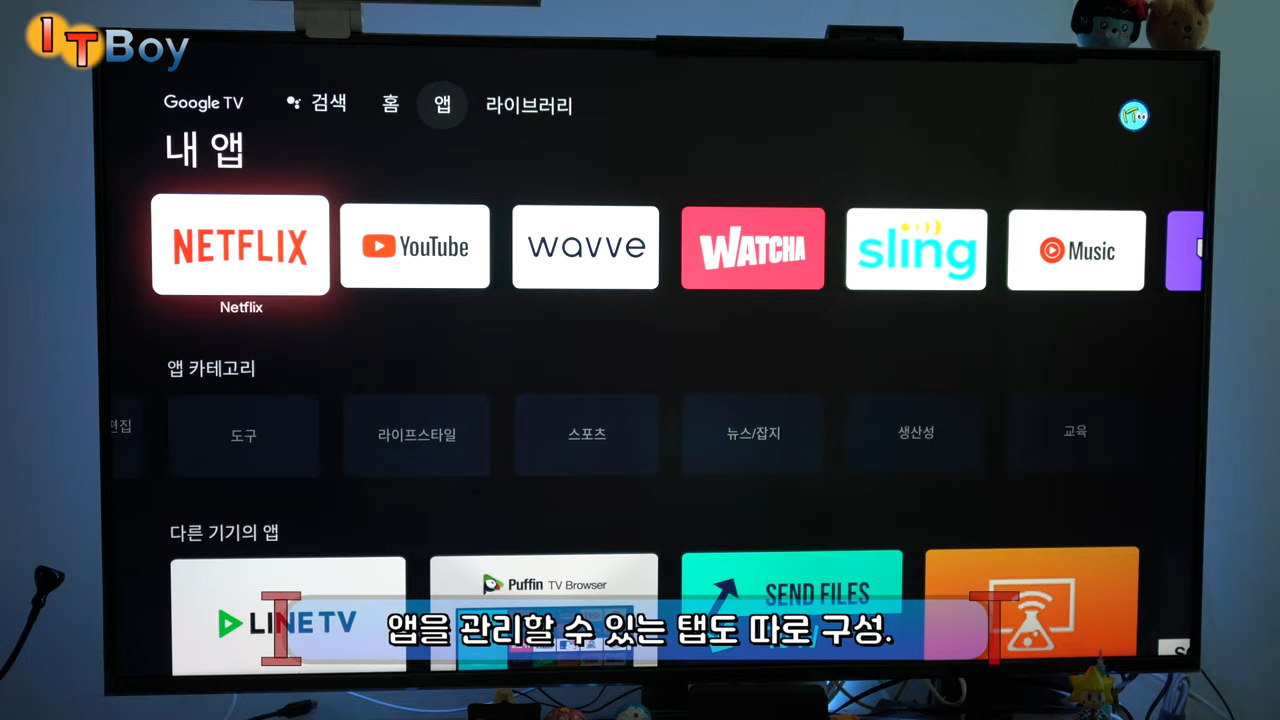 ITBoy
Google TV 검색 홈 앱 라이브러리
내 앱
NETFLIX YouTube wavve WATCHA sling Music
Netflix
앱 카테고리
편집 도구 라이프스타일 스포츠 뉴스/잡지 생산성 교육
다른 기기의 앱
LINE TV Puffin TV Browser SEND FILES
앱을 관리할 수 있는 탭도 따로 구성.